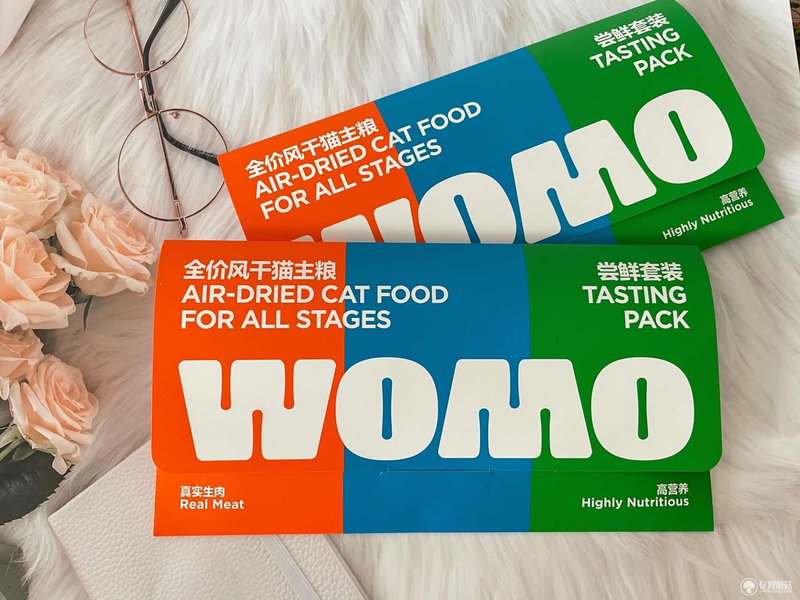 尝鲜套装
TASTING
PACK
全价风干猫主粮
AIR-DRIED CAT FOOD
FOR ALL STAGES
WOMO
高营养
Highly Nutritious
全价风干猫主粮
AIR-DRIED CAT FOOD
FOR ALL STAGES
尝鲜套装
TASTING
PACK
WOMO
真实生肉
Real Meat
高营养
Highly Nutritious